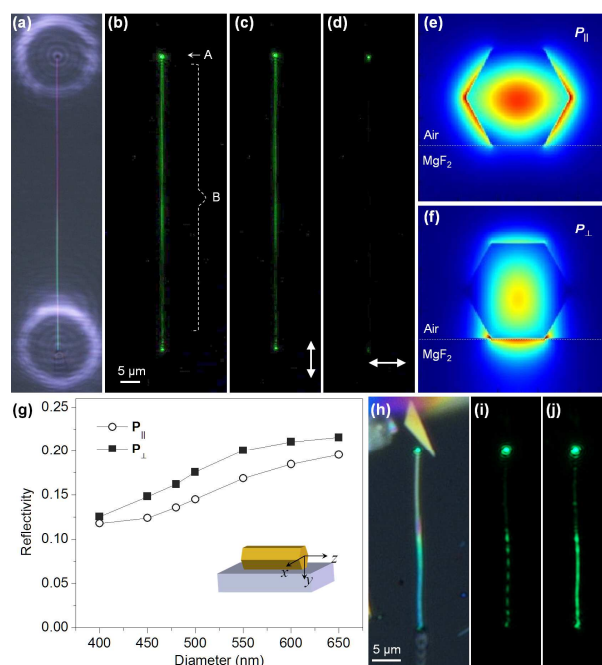 (a)
(b)
A
B
5 μm
(c)
(d)
(e)
P||
Air
MgF2
(f)
P⊥
Air
MgF2
(g)
P||
P⊥
0.25
0.20
0.15
0.10
0.05
0.00
Reflectivity
x
y
z
400 450 500 550 600 650
Diameter (nm)
(h)
5 μm
(i)
(j)